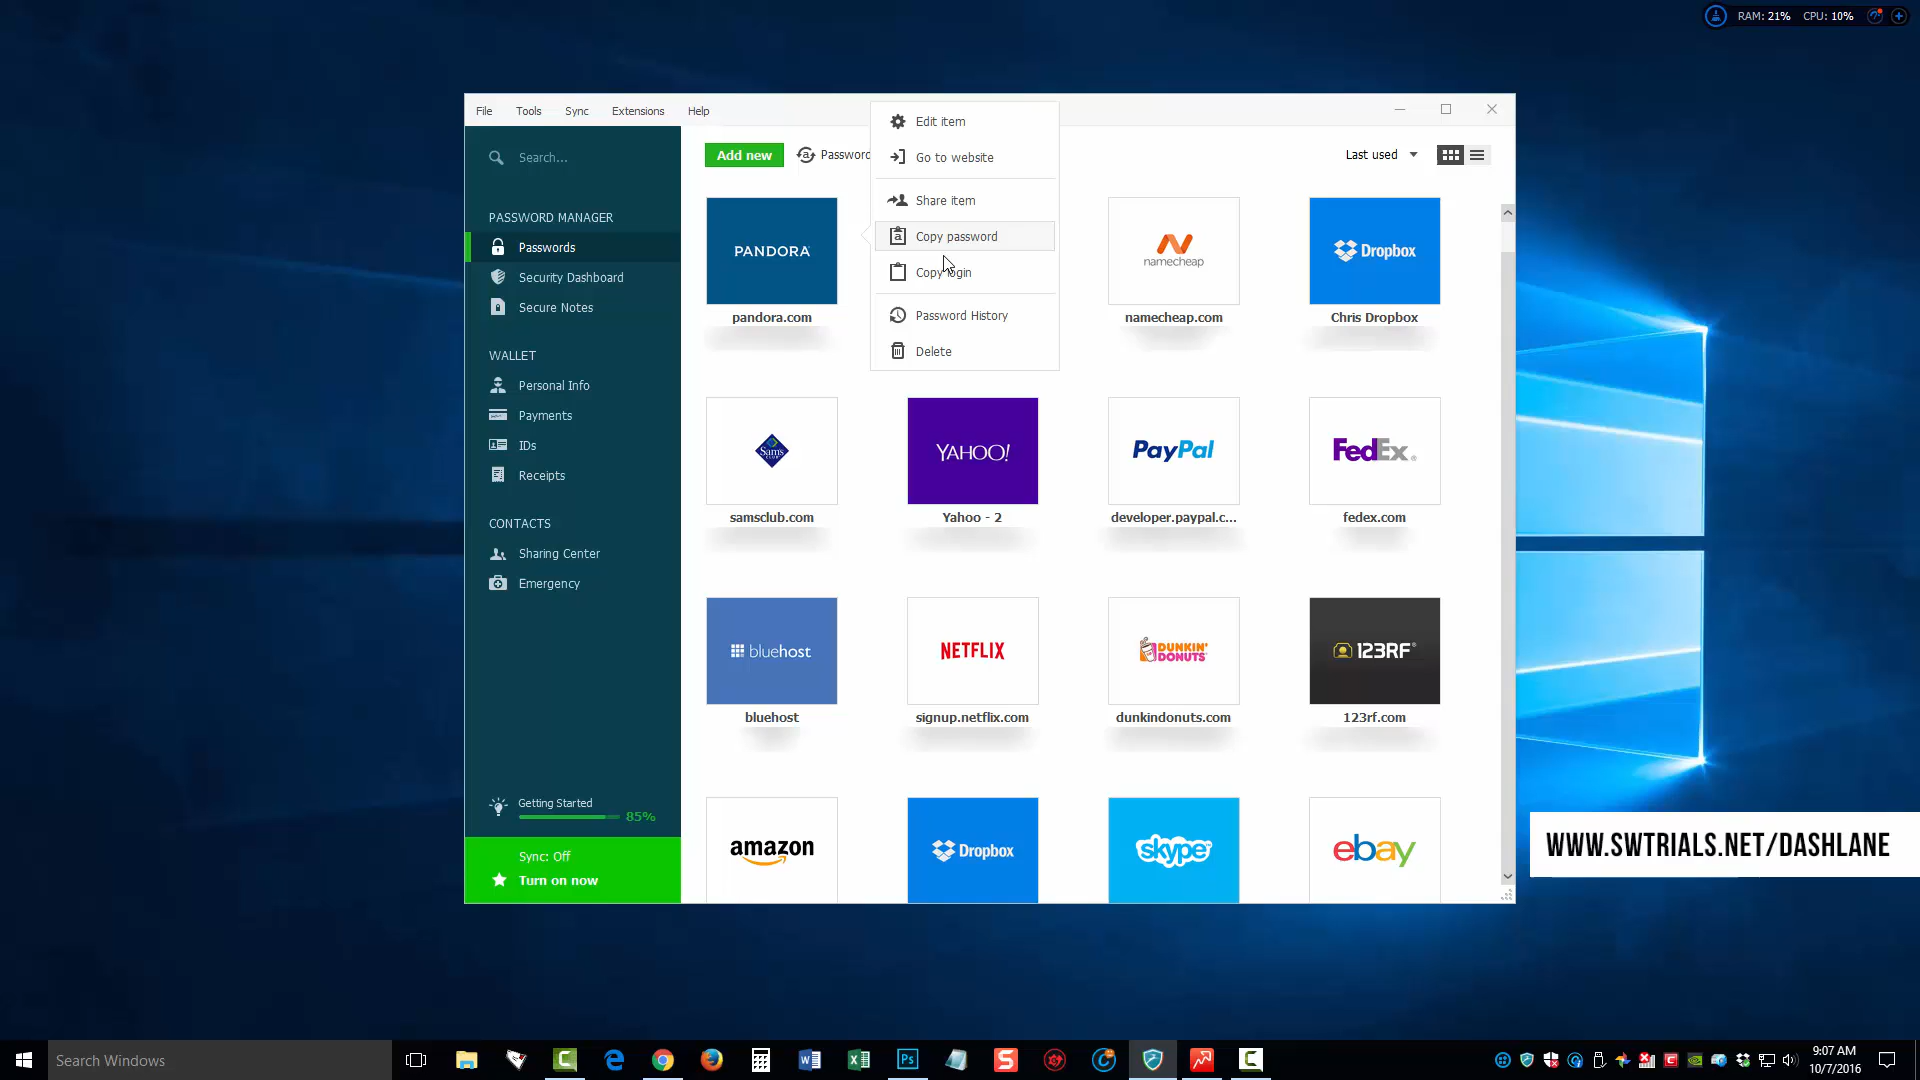 RAM: 21% CPU: 10%
File Tools Sync Extensions Help
Search...
PASSWORD MANAGER
Passwords
Security Dashboard
Secure Notes
WALLET
Personal Info
Payments
IDs
Receipts
CONTACTS
Sharing Center
Emergency
Getting Started
85%
Sync: Off
Turn on now
Add new
Password
Last used
Edit item
Go to website
Share item
Copy password
Copy login
Password History
Delete
PANDORA
namecheap
Dropbox
pandora.com
namecheap.com
Chris Dropbox
Sam's
CLUB
YAHOO!
PayPal
FedEx
samsclub.com
Yahoo - 2
developer.paypal.c...
fedex.com
bluehost
NETFLIX
DUNKIN'
DONUTS
123RF
bluehost
signup.netflix.com
dunkindonuts.com
123rf.com
amazon
Dropbox
skype
ebay
WWW.SWTRIALS.NET/DASHLANE
Search Windows
9:07 AM
10/7/2016